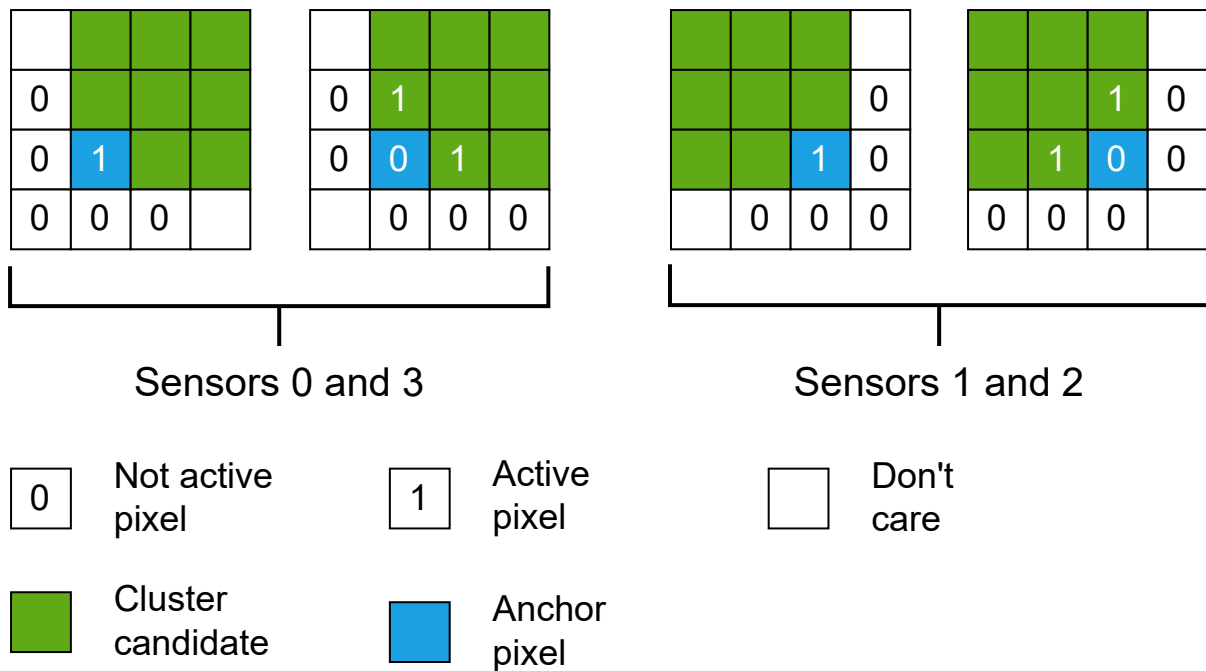 0 0 1 0 1 0
0 1 0 0 1 1 0 1 0 0
0 0 0 0 0 0 0 0 0 0 0 0
Sensors 0 and 3 Sensors 1 and 2
0 Not active pixel 1 Active pixel Don't care
Cluster candidate Anchor pixel